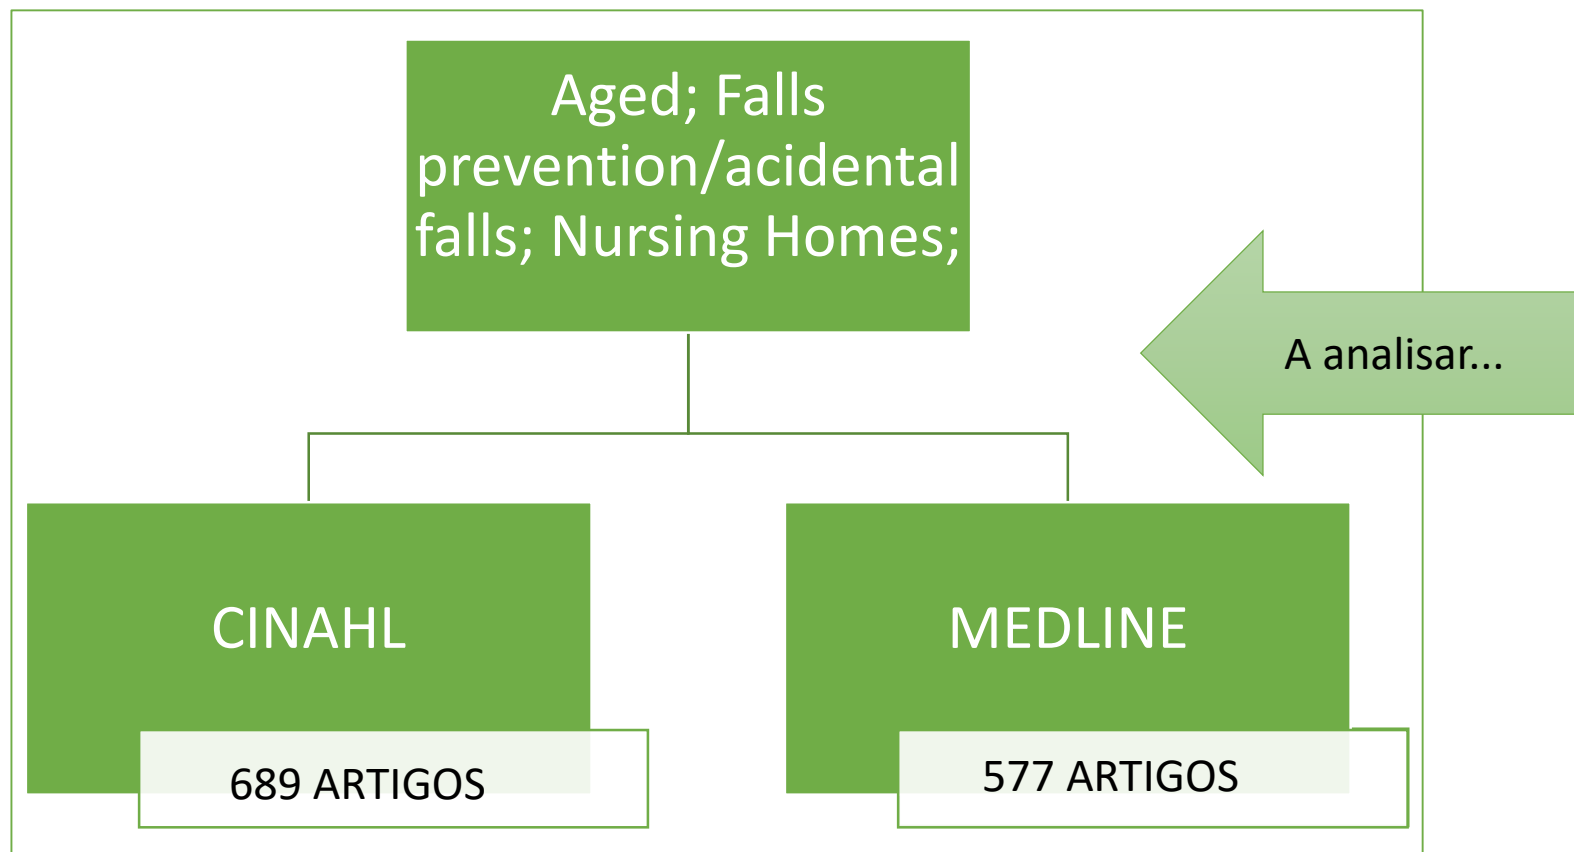 Aged; Falls
prevention/acidental
falls; Nursing Homes;
A analisar...
CINAHL
MEDLINE
689 ARTIGOS
577 ARTIGOS